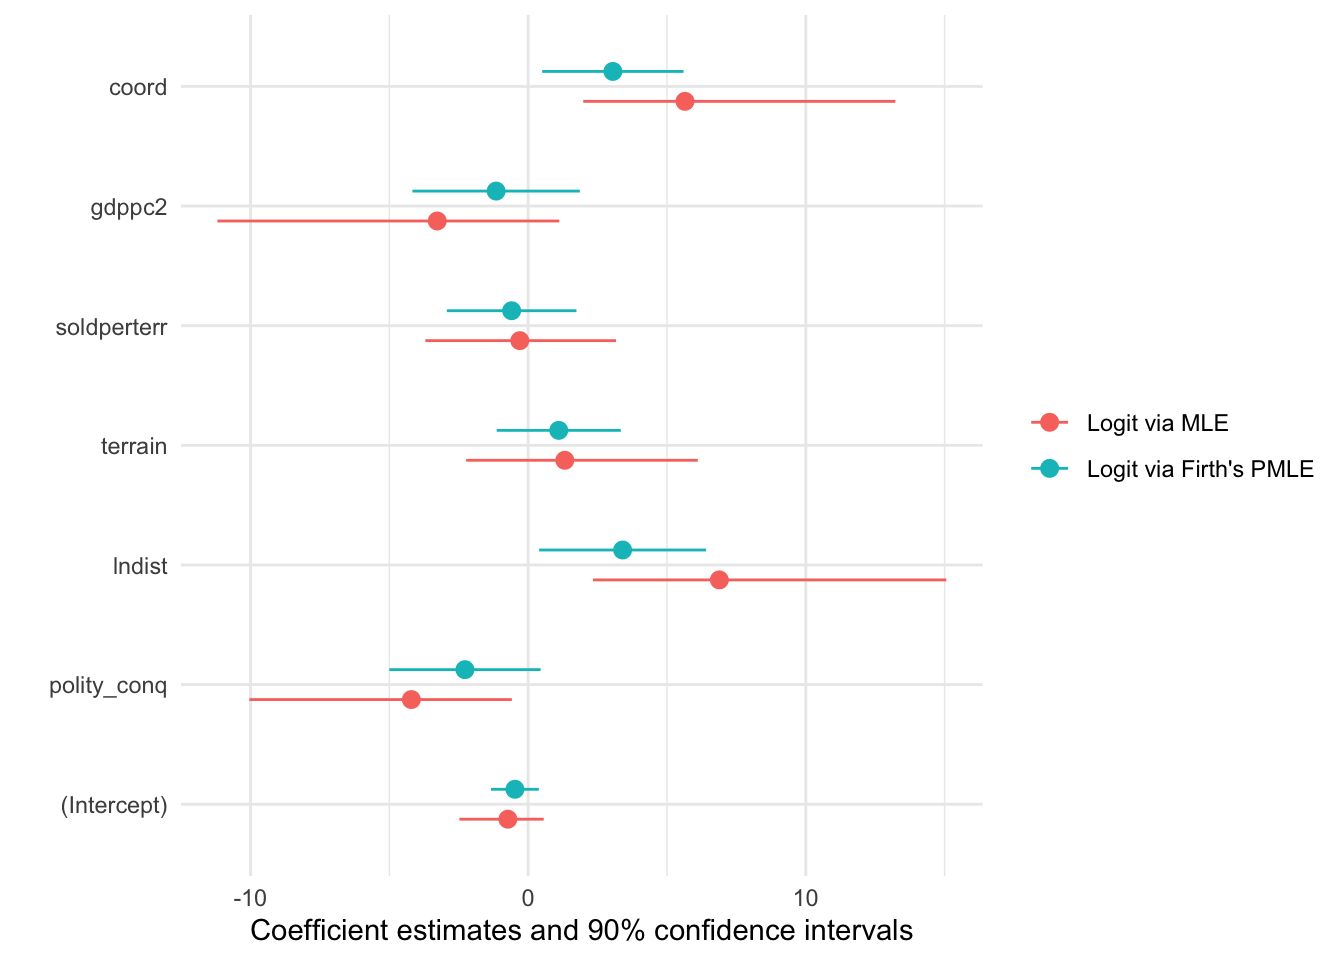 coord
gdppc2
soldperterr
terrain
lndist
polity_conq
(Intercept)
-10 0 10
Coefficient estimates and 90% confidence intervals
Logit via MLE
Logit via Firth's PMLE